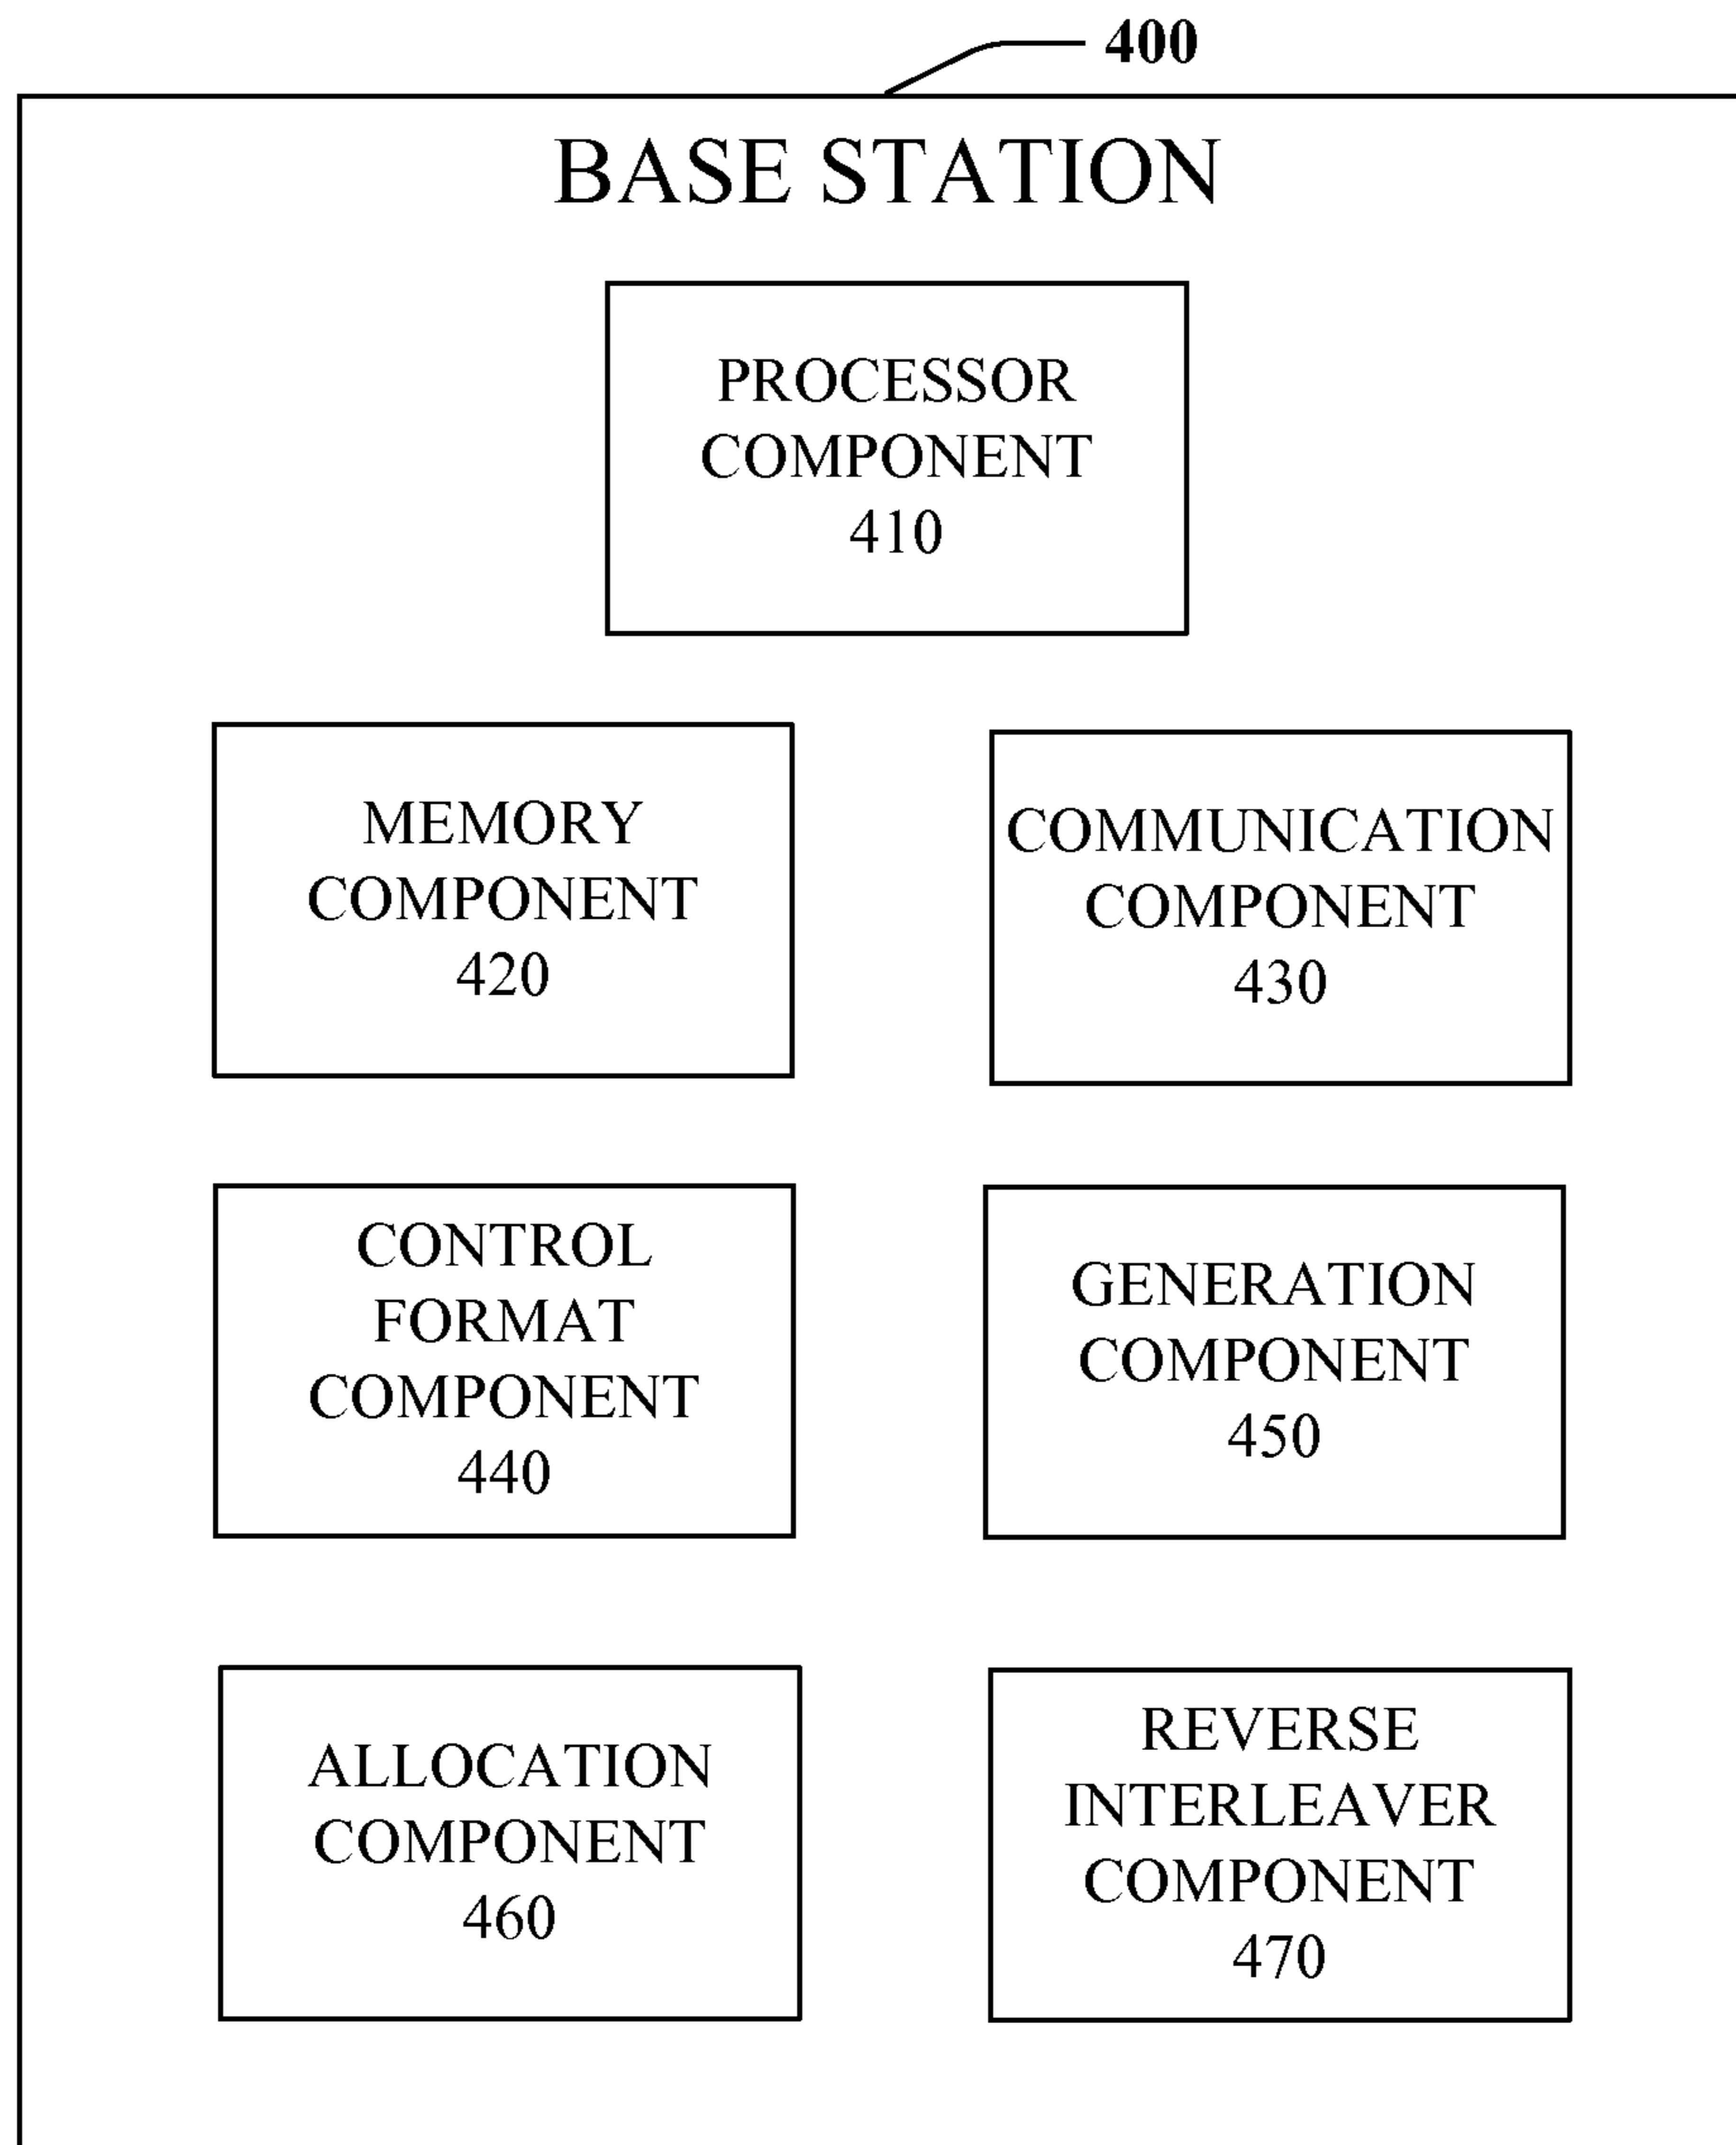 400
BASE STATION
PROCESSOR
COMPONENT
410
MEMORY
COMPONENT
420
COMMUNICATION
COMPONENT
430
CONTROL
FORMAT
COMPONENT
440
GENERATION
COMPONENT
450
ALLOCATION
COMPONENT
460
REVERSE
INTERLEAVER
COMPONENT
470